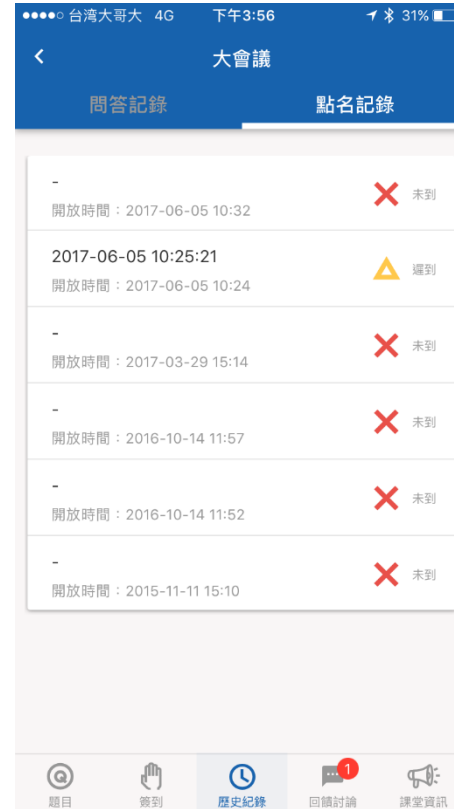 台湾大哥大 4G 下午3:56 31%
大會議
問答記錄 點名記錄
-
未到
開放時間：2017-06-05 10:32
2017-06-05 10:25:21
遲到
開放時間：2017-06-05 10:24
-
未到
開放時間：2017-03-29 15:14
-
未到
開放時間：2016-10-14 11:57
-
未到
開放時間：2016-10-14 11:52
-
未到
開放時間：2015-11-11 15:10
1
題目 簽到 歷史紀錄 回饋討論 課堂資訊